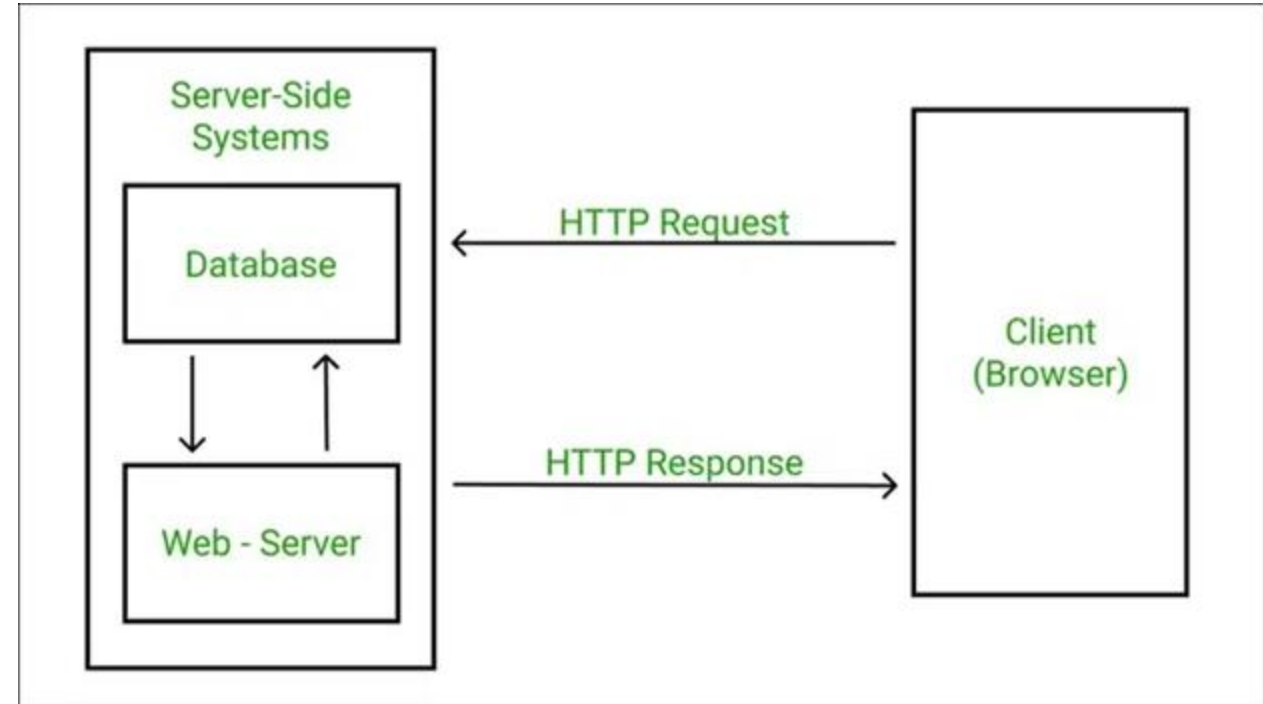 Server-Side
Systems
Database
Web - Server
HTTP Request
HTTP Response
Client
(Browser)